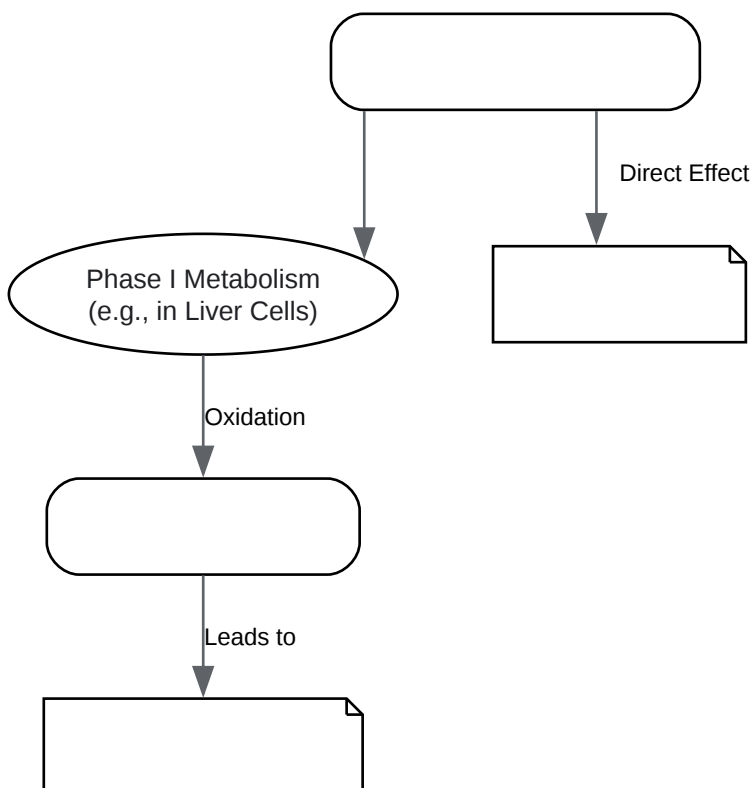 Direct Effect
Phase I Metabolism
(e.g., in Liver Cells)
Oxidation
Leads to